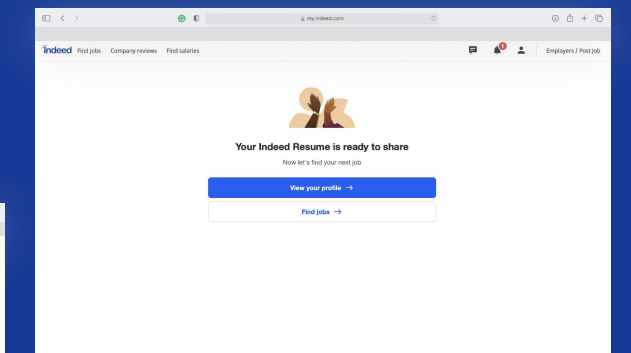 my.indeed.com
indeed Find jobs Company reviews Find salaries 1 Employers / Post job
Your Indeed Resume is ready to share
Now let's find your next job
View your profile →
Find jobs →